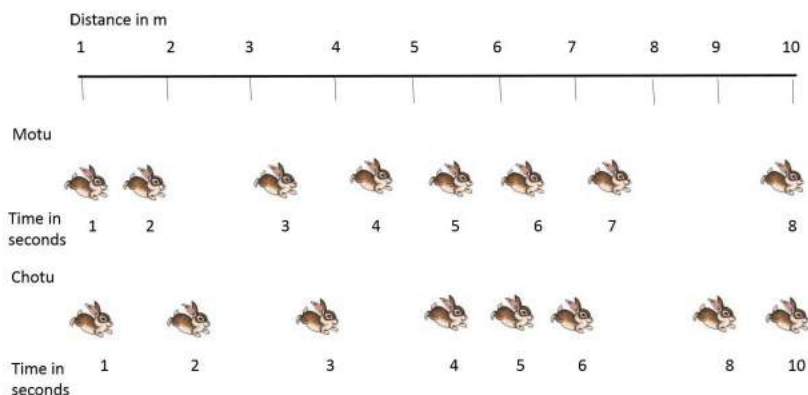 Distance in m
1 2 3 4 5 6 7 8 9 10
Motu
Time in
seconds
1 2 3 4 5 6 7 8
Chotu
Time in
seconds
1 2 3 4 5 6 8 10